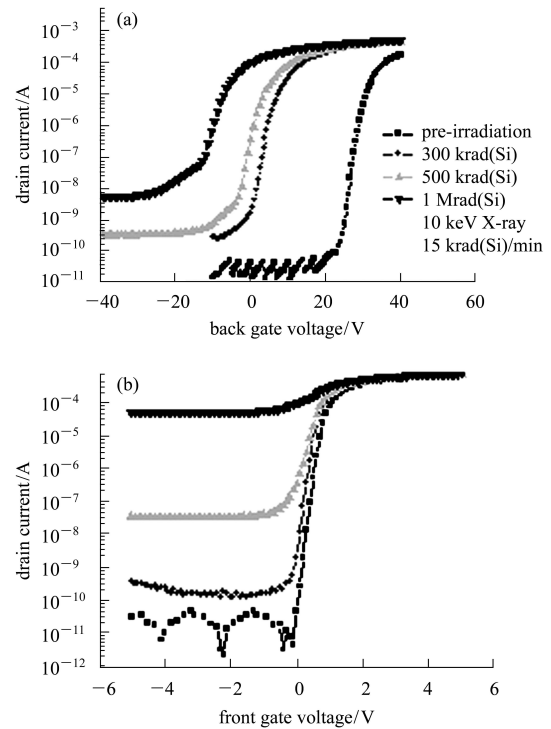 (a)
drain current/A
10⁻³
10⁻⁴
10⁻⁵
10⁻⁶
10⁻⁷
10⁻⁸
10⁻⁹
10⁻¹⁰
10⁻¹¹
−40 −20 0 20 40 60
back gate voltage/V
pre-irradiation
300 krad(Si)
500 krad(Si)
1 Mrad(Si)
10 keV X-ray
15 krad(Si)/min
(b)
drain current/A
10⁻⁴
10⁻⁵
10⁻⁶
10⁻⁷
10⁻⁸
10⁻⁹
10⁻¹⁰
10⁻¹¹
10⁻¹²
−6 −4 −2 0 2 4 6
front gate voltage/V